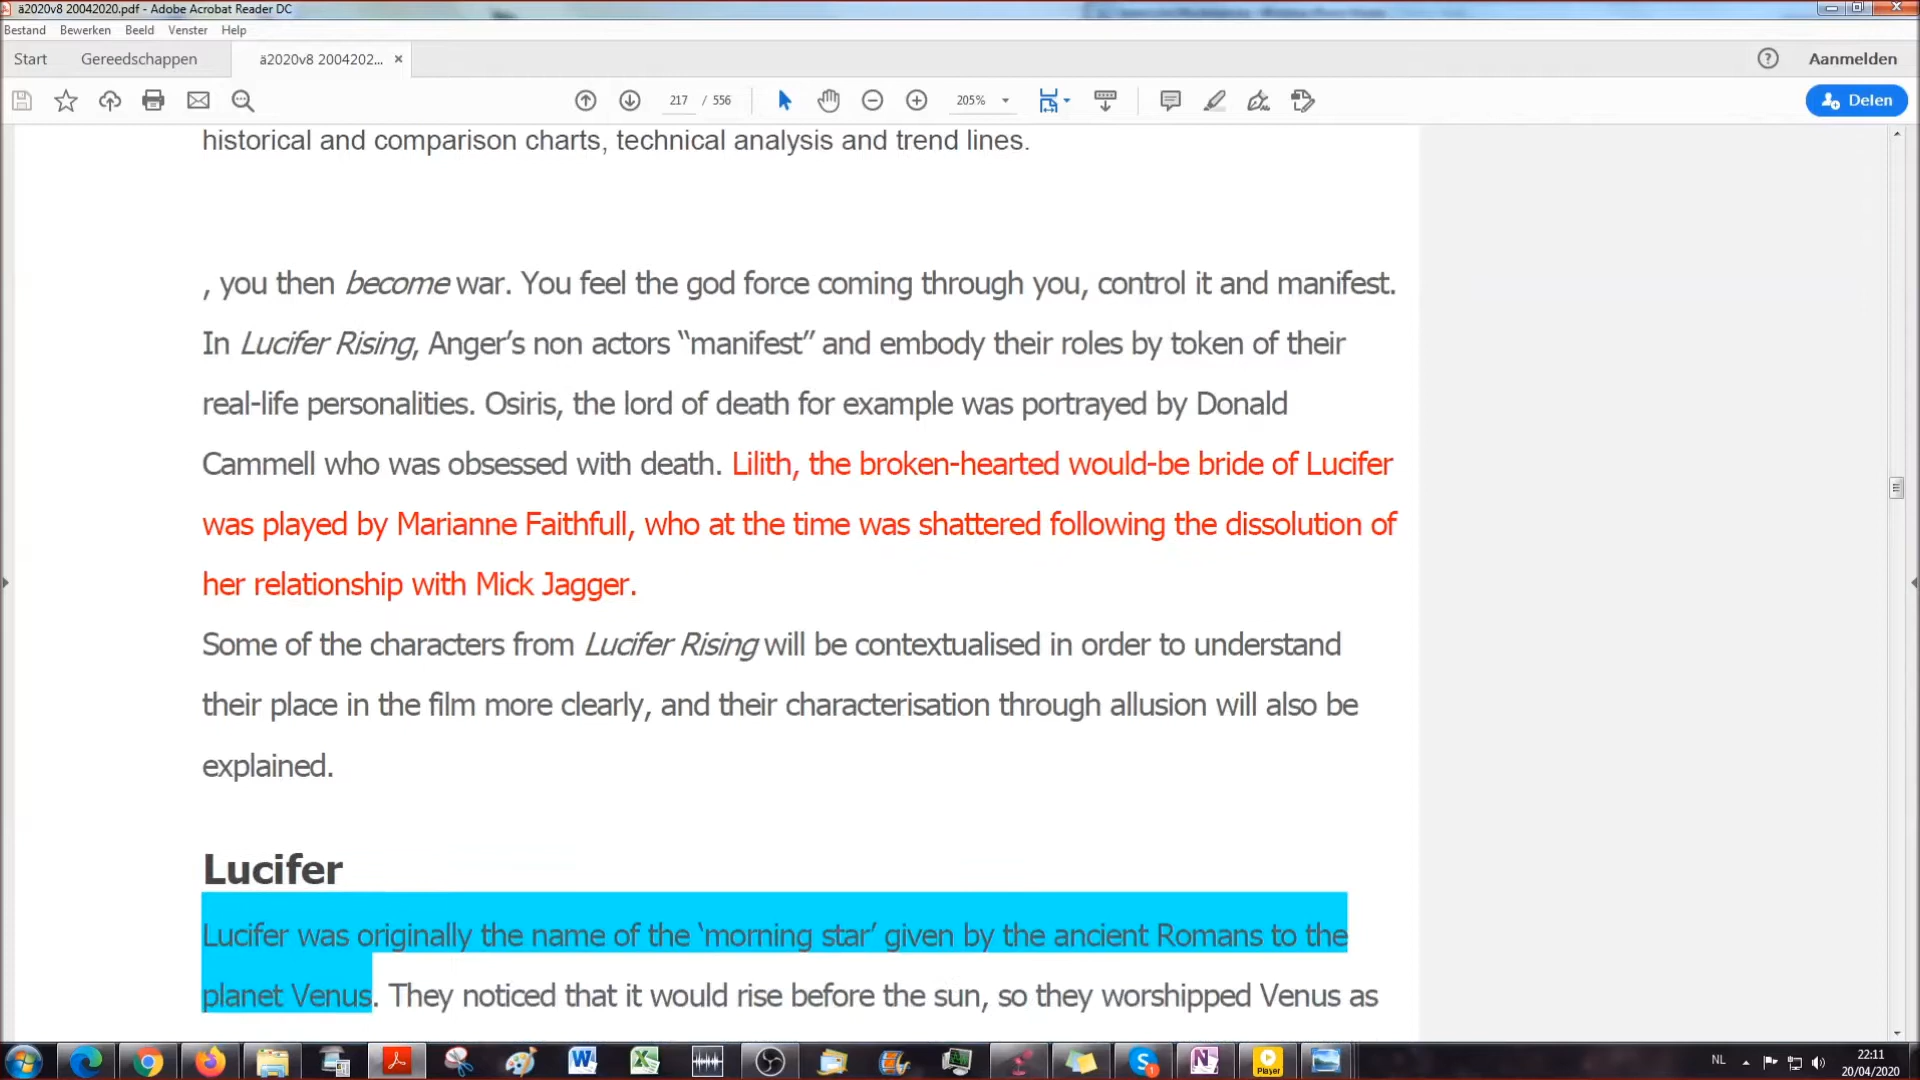 ä2020v8 20042020.pdf - Adobe Acrobat Reader DC
Bestand Bewerken Beeld Venster Help
Start Gereedschappen ä2020v8 2004202... × Aanmelden
217 / 556 205% Delen
historical and comparison charts, technical analysis and trend lines.
, you then become war. You feel the god force coming through you, control it and manifest.
In Lucifer Rising, Anger’s non actors “manifest” and embody their roles by token of their
real-life personalities. Osiris, the lord of death for example was portrayed by Donald
Cammell who was obsessed with death. Lilith, the broken-hearted would-be bride of Lucifer
was played by Marianne Faithfull, who at the time was shattered following the dissolution of
her relationship with Mick Jagger.
Some of the characters from Lucifer Rising will be contextualised in order to understand
their place in the film more clearly, and their characterisation through allusion will also be
explained.
Lucifer
Lucifer was originally the name of the ‘morning star’ given by the ancient Romans to the
planet Venus. They noticed that it would rise before the sun, so they worshipped Venus as
Player
NL 22:11
20/04/2020